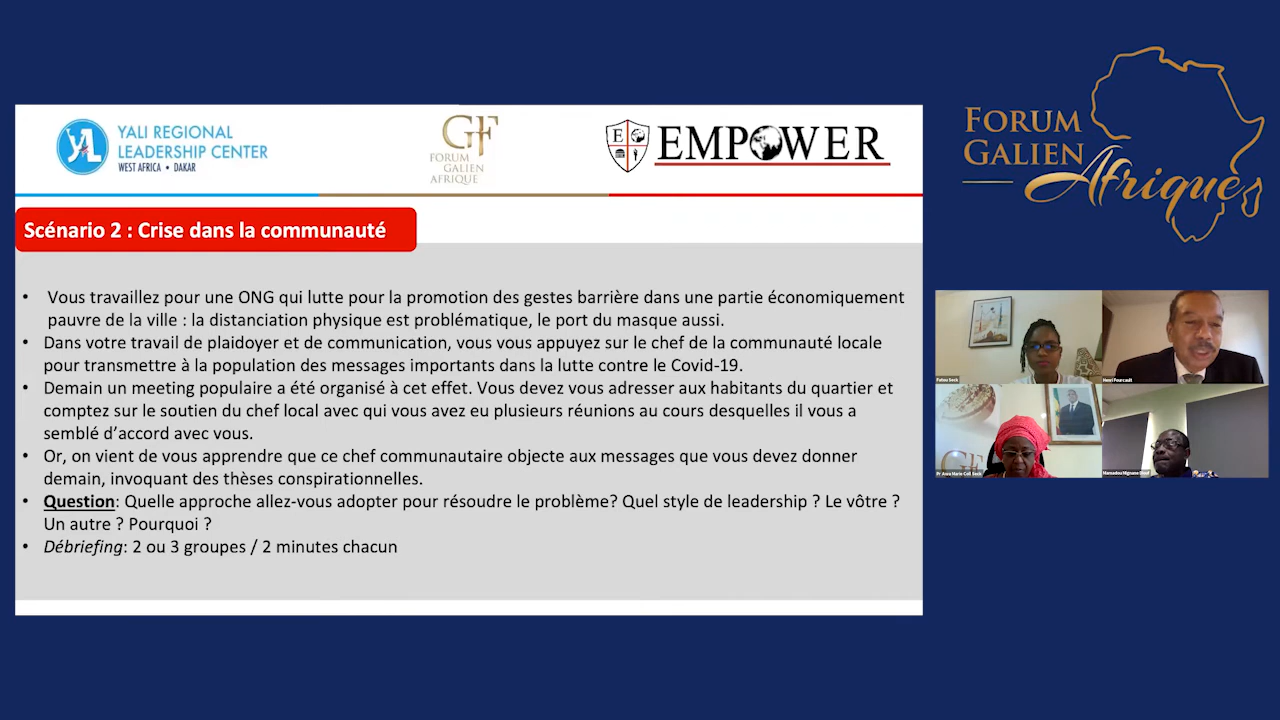 YALI REGIONAL
LEADERSHIP CENTER
WEST AFRICA • DAKAR
GF
FORUM
GALIEN
AFRIQUE
E
EMPOWER
FORUM
GALIEN
Afrique
Scénario 2 : Crise dans la communauté
• Vous travaillez pour une ONG qui lutte pour la promotion des gestes barrière dans une partie économiquement
pauvre de la ville : la distanciation physique est problématique, le port du masque aussi.
• Dans votre travail de plaidoyer et de communication, vous vous appuyez sur le chef de la communauté locale
pour transmettre à la population des messages importants dans la lutte contre le Covid-19.
• Demain un meeting populaire a été organisé à cet effet. Vous devez vous adresser aux habitants du quartier et
comptez sur le soutien du chef local avec qui vous avez eu plusieurs réunions au cours desquelles il vous a
semblé d’accord avec vous.
• Or, on vient de vous apprendre que ce chef communautaire objecte aux messages que vous devez donner
demain, invoquant des thèses conspirationnelles.
• Question: Quelle approche allez-vous adopter pour résoudre le problème? Quel style de leadership ? Le vôtre ?
Un autre ? Pourquoi ?
• Débriefing: 2 ou 3 groupes / 2 minutes chacun
Henri Fourcault
Pr Awa Marie Coll Seck